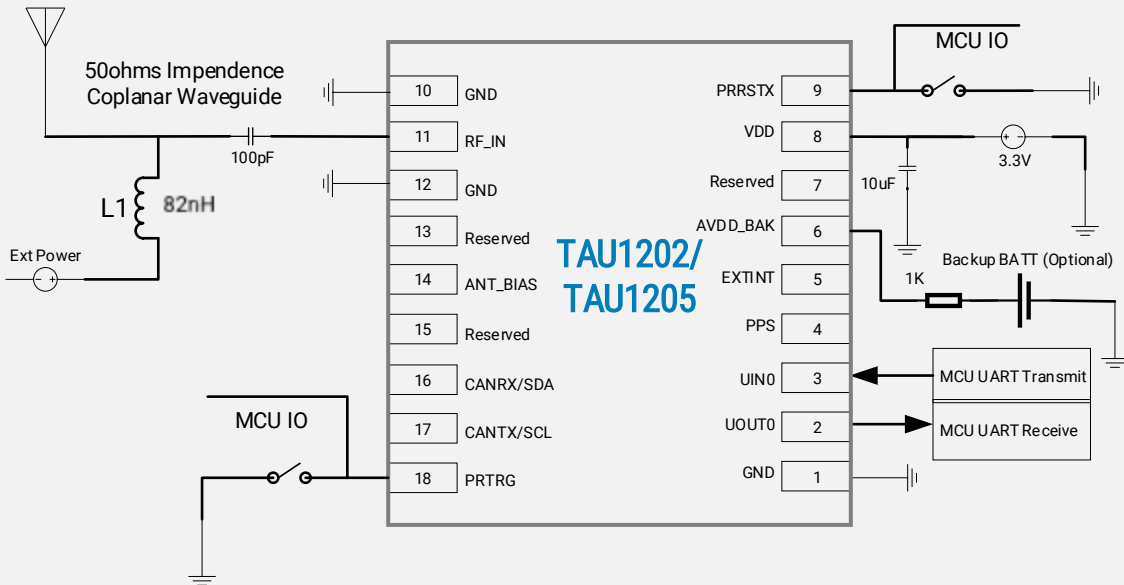 50ohms Impendence
Coplanar Waveguide
100pF
L1
82nH
Ext Power
MCU IO
10
GND
11
RF_IN
12
GND
13
Reserved
14
ANT_BIAS
15
Reserved
16
CANRX/SDA
17
CANTX/SCL
18
PRTRG
TAU1202/
TAU1205
PRRSTX
9
VDD
8
Reserved
7
AVDD_BAK
6
EXTINT
5
PPS
4
UIN0
3
UOUT0
2
GND
1
MCU IO
3.3V
10uF
Backup BATT (Optional)
1K
MCU UART Transmit
MCU UART Receive